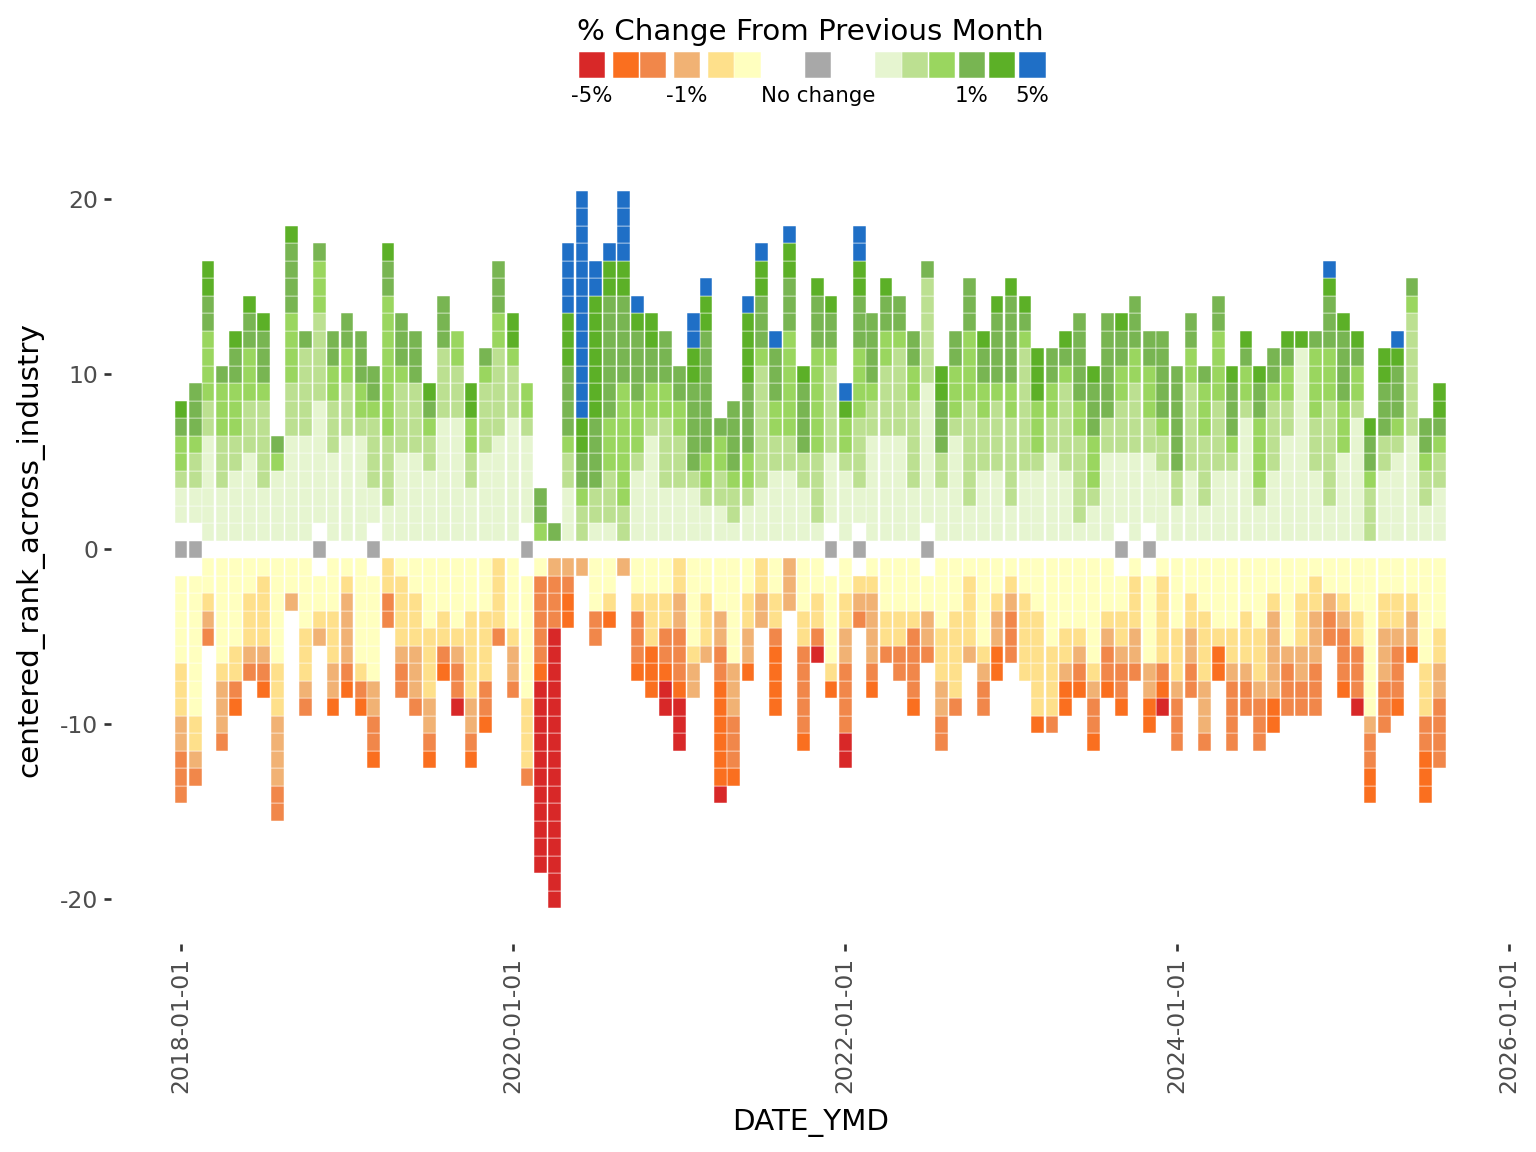 % Change From Previous Month
-5% -1% No change 1% 5%
centered_rank_across_industry
20
10
0
-10
-20
2018-01-01
2020-01-01
2022-01-01
2024-01-01
2026-01-01
DATE_YMD